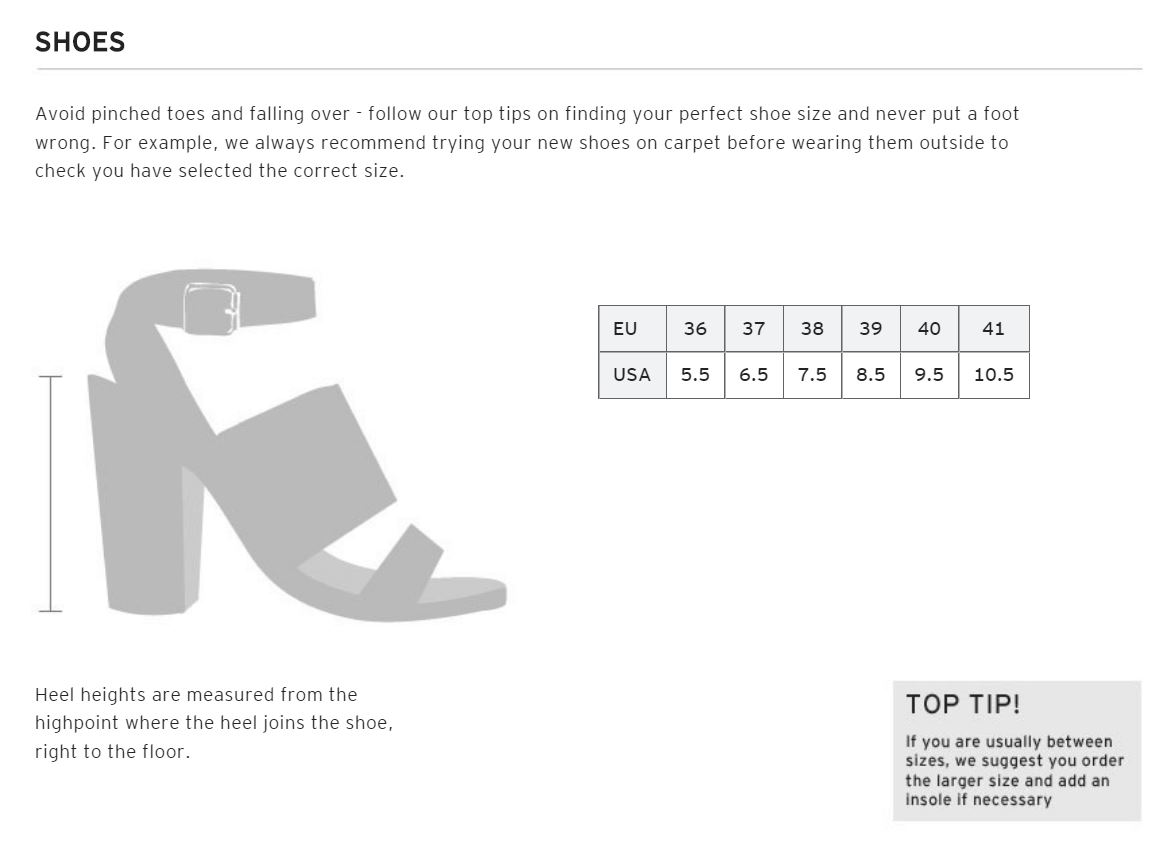 SHOES
Avoid pinched toes and falling over - follow our top tips on finding your perfect shoe size and never put a foot
wrong. For example, we always recommend trying your new shoes on carpet before wearing them outside to
check you have selected the correct size.
EU 36 37 38 39 40 41
USA 5.5 6.5 7.5 8.5 9.5 10.5
Heel heights are measured from the
highpoint where the heel joins the shoe,
right to the floor.
TOP TIP!
If you are usually between
sizes, we suggest you order
the larger size and add an
insole if necessary